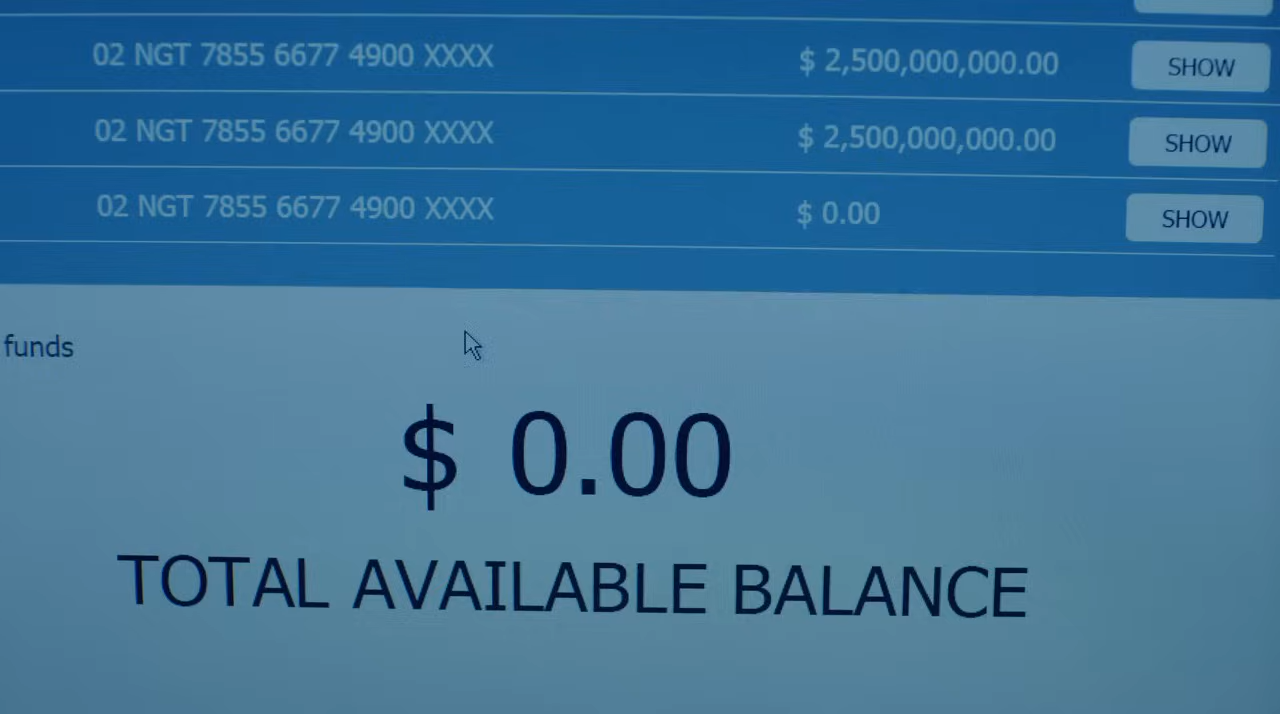 02 NGT 7855 6677 4900 XXXX $ 2,500,000,000.00 SHOW
02 NGT 7855 6677 4900 XXXX $ 2,500,000,000.00 SHOW
02 NGT 7855 6677 4900 XXXX $ 0.00 SHOW
funds
$ 0.00
TOTAL AVAILABLE BALANCE